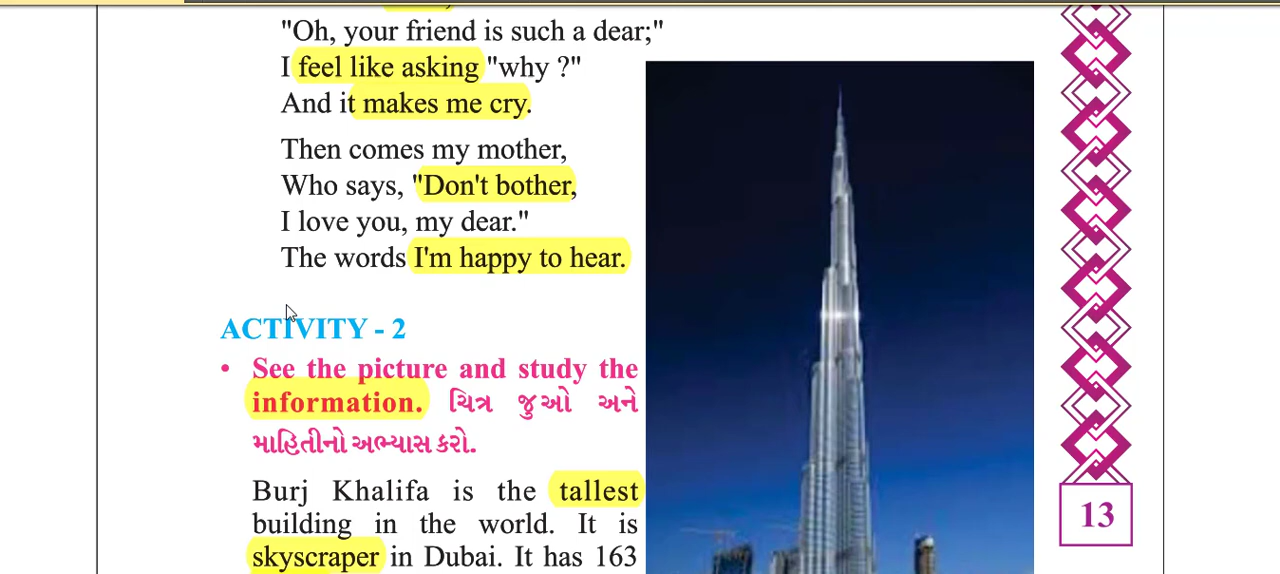 "Oh, your friend is such a dear;"
I feel like asking "why ?"
And it makes me cry.
Then comes my mother,
Who says, "Don't bother,
I love you, my dear."
The words I'm happy to hear.
ACTIVITY - 2
• See the picture and study the
information. ચિત્ર જુઓ અને
માહિતીનો અભ્યાસ કરો.
Burj Khalifa is the tallest
building in the world. It is
skyscraper in Dubai. It has 163
13